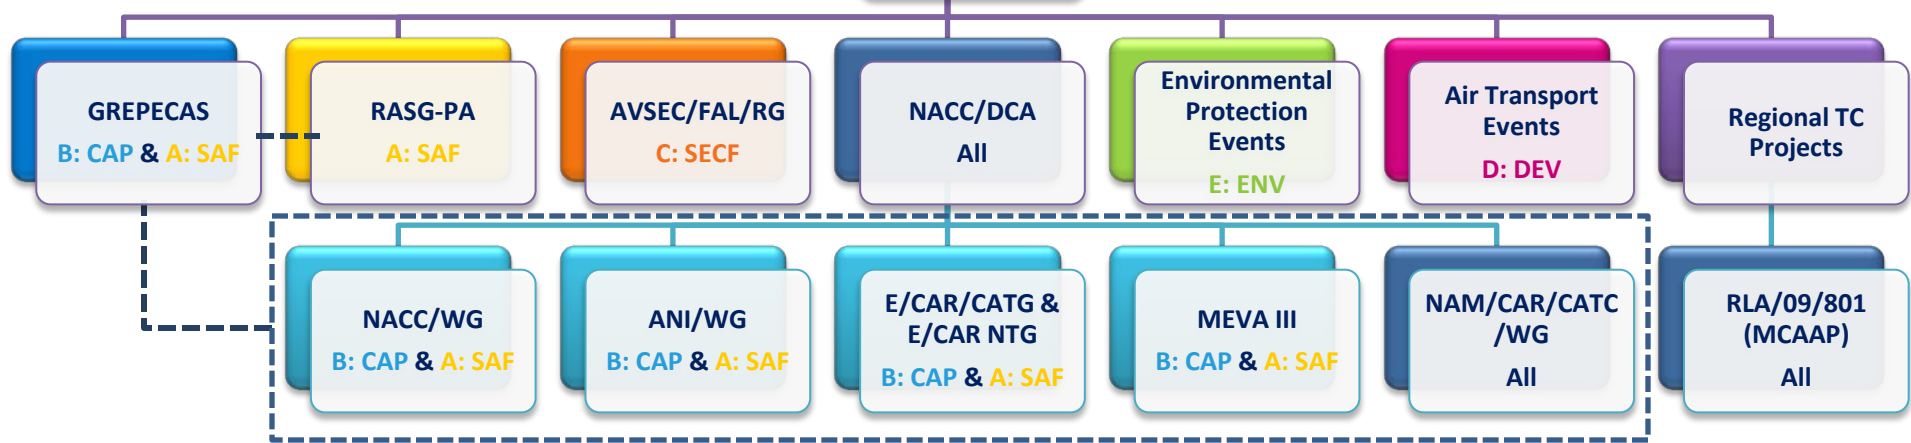 GREPECAS
B: CAP & A: SAF
RASG-PA
A: SAF
AVSEC/FAL/RG
C: SECF
NACC/DCA
All
Environmental
Protection
Events
E: ENV
Air Transport
Events
D: DEV
Regional TC
Projects
NACC/WG
B: CAP & A: SAF
ANI/WG
B: CAP & A: SAF
E/CAR/CATG &
E/CAR NTG
B: CAP & A: SAF
MEVA III
B: CAP & A: SAF
NAM/CAR/CATC
/WG
All
RLA/09/801
(MCAAP)
All